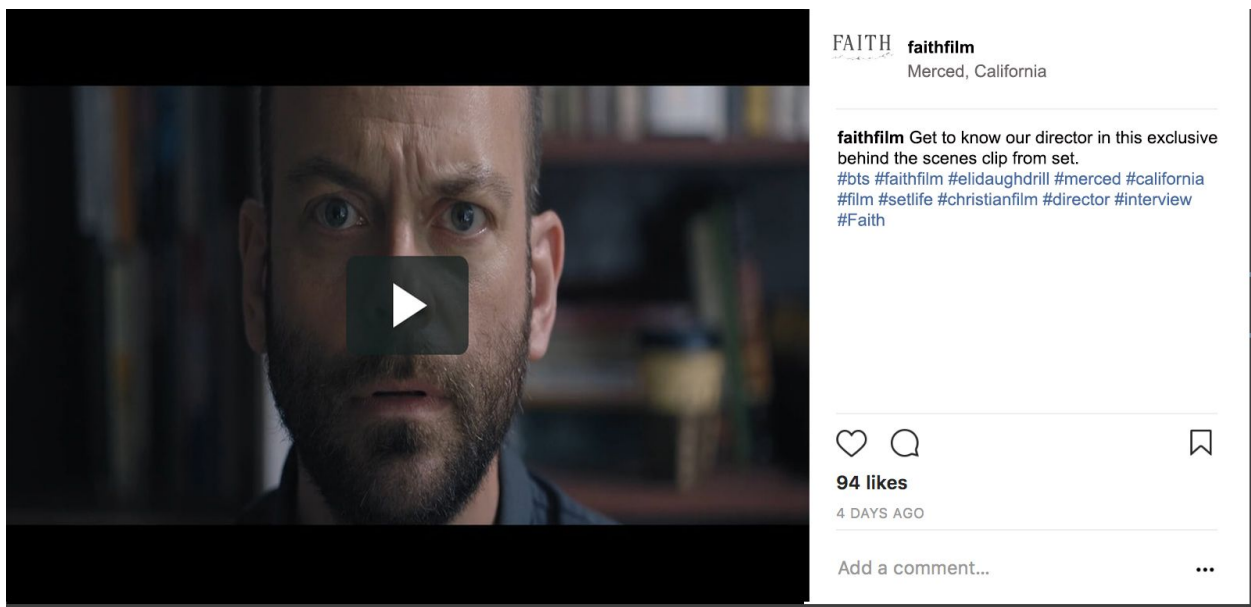 FAITH
faithfilm
Merced, California
faithfilm Get to know our director in this exclusive
behind the scenes clip from set.
#bts #faithfilm #elidaughdrill #merced #california
#film #setlife #christianfilm #director #interview
#Faith
94 likes
4 DAYS AGO
Add a comment...